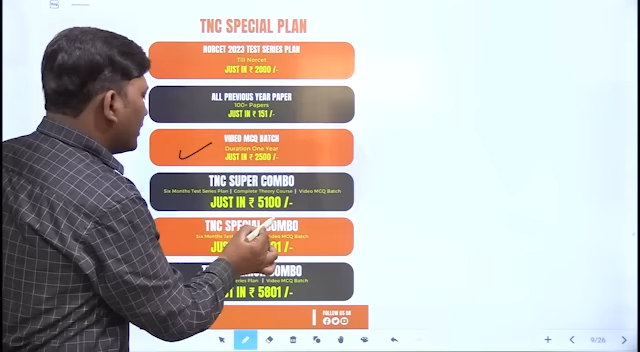 TNC SPECIAL PLAN
NORCET 2023 TEST SERIES PLAN
Till Norcet
JUST IN ₹ 2000 /-
ALL PREVIOUS YEAR PAPER
100+ Papers
JUST IN ₹ 151 /-
VIDEO MCQ BATCH
Duration One Year
JUST IN ₹ 2500 /-
TNC SUPER COMBO
Six Months Test Series Plan | Complete Theory Course | Video MCQ Batch
JUST IN ₹ 5100 /-
TNC SPECIAL COMBO
Six Months Video MCQ Batch
01 /-
COMBO
Series Plan | Video MCQ Batch
IN ₹ 5801 /-
FOLLOW US ON
9/26